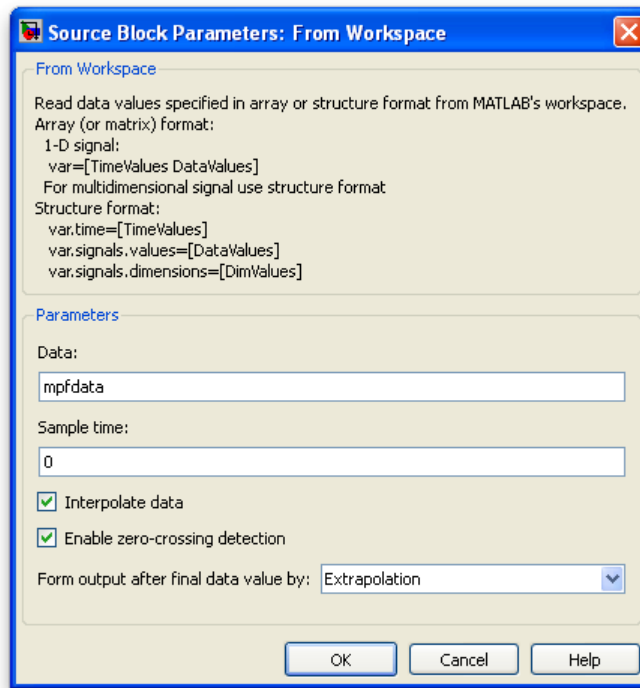 Source Block Parameters: From Workspace
From Workspace
Read data values specified in array or structure format from MATLAB's workspace.
Array (or matrix) format:
1-D signal:
var=[TimeValues DataValues]
For multidimensional signal use structure format
Structure format:
var.time=[TimeValues]
var.signals.values=[DataValues]
var.signals.dimensions=[DimValues]
Parameters
Data:
mpfdata
Sample time:
0
Interpolate data
Enable zero-crossing detection
Form output after final data value by: Extrapolation
OK Cancel Help